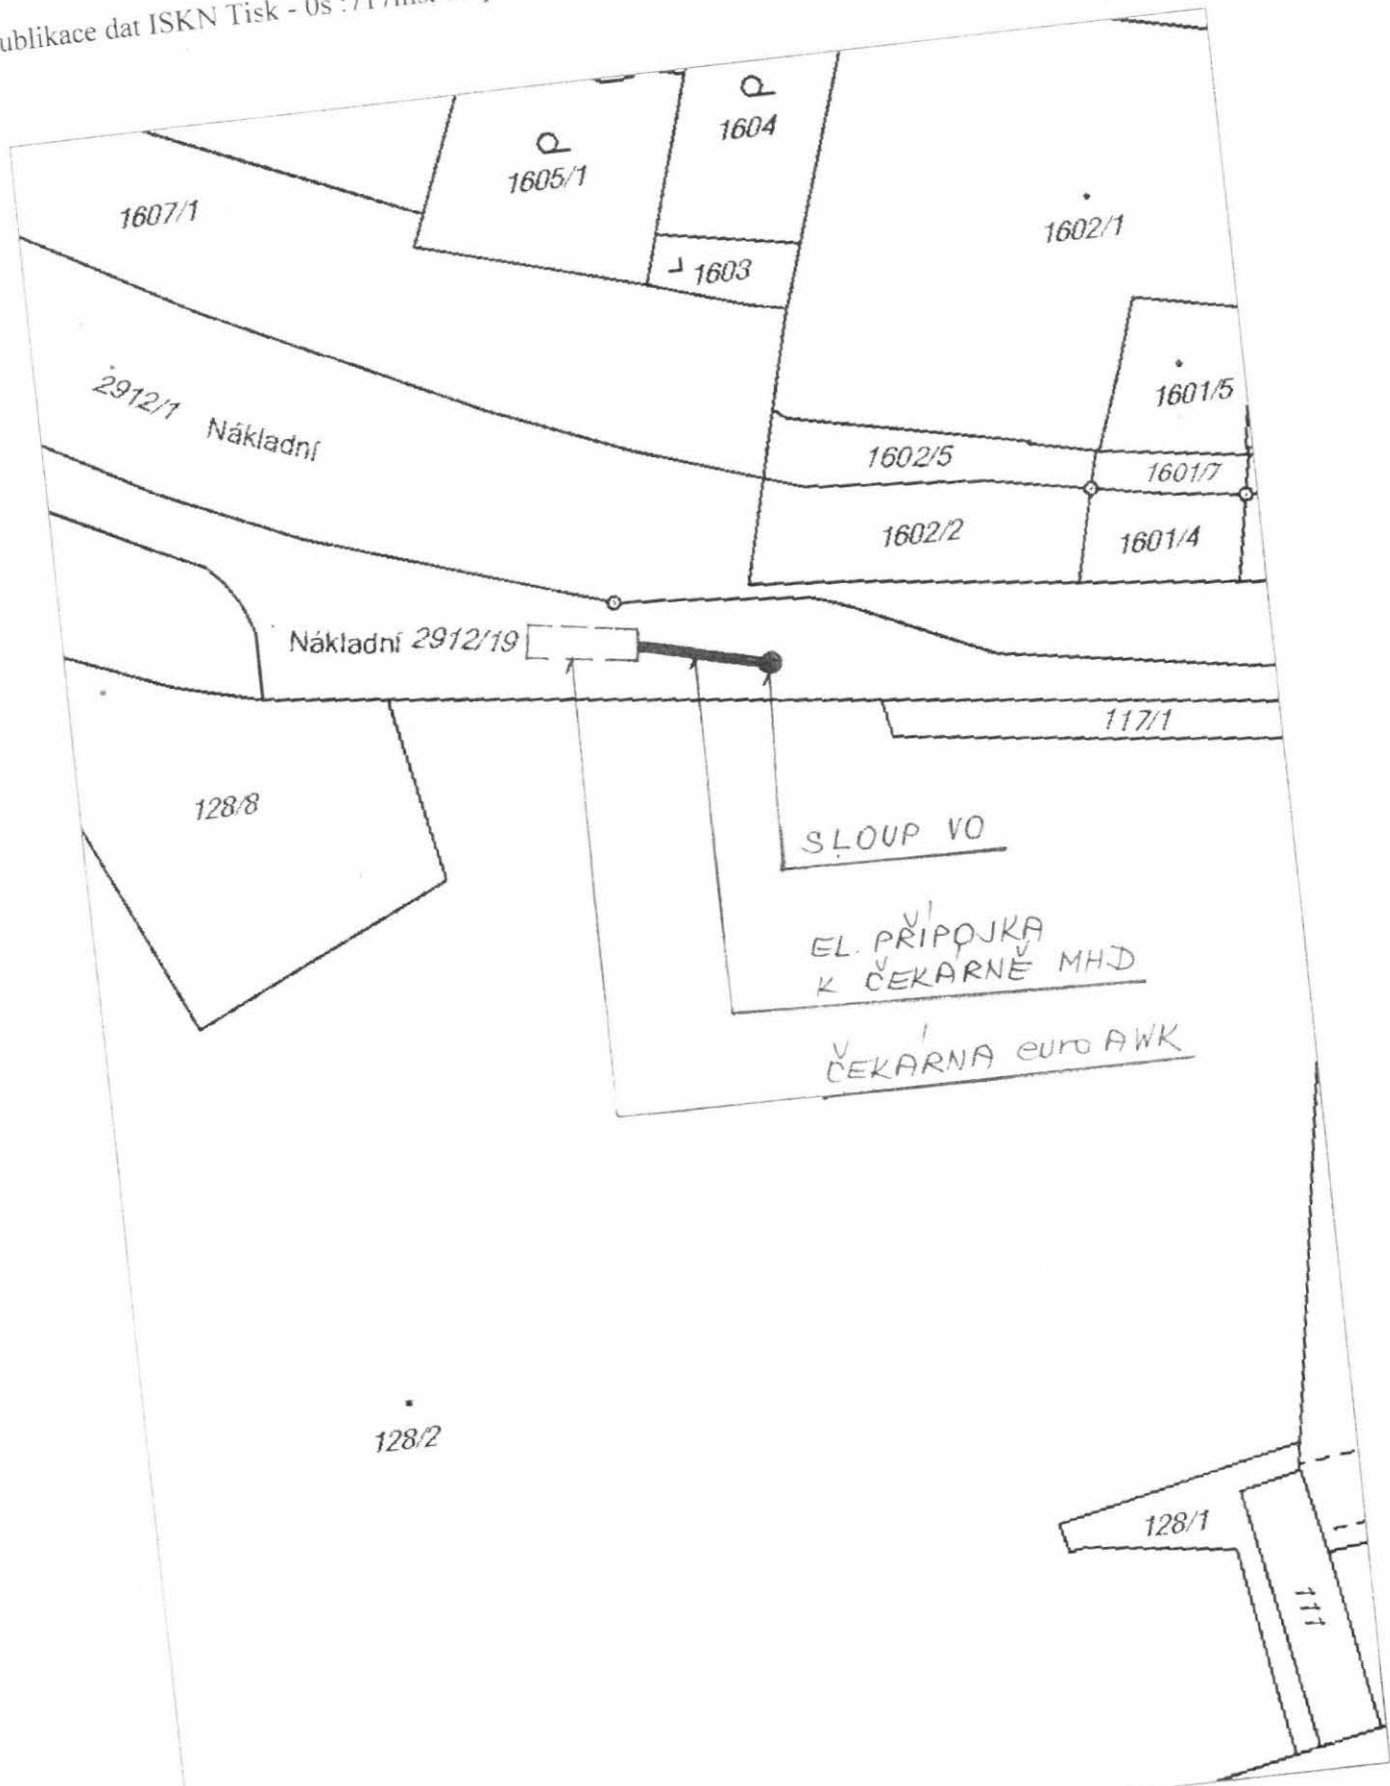 ublikace dat ISKN Tisk - 0s
1604
1605/1
1607/1
1602/1
1603
1601/5
2912/1 Nákladní
1602/5
1601/7
1602/2
1601/4
Nákladní 2912/19
117/1
128/8
SLOUP VO
EL. PŘÍPOJKA
K ČEKÁRNĚ MHD
ČEKÁRNA euroAWK
128/2
128/1
111